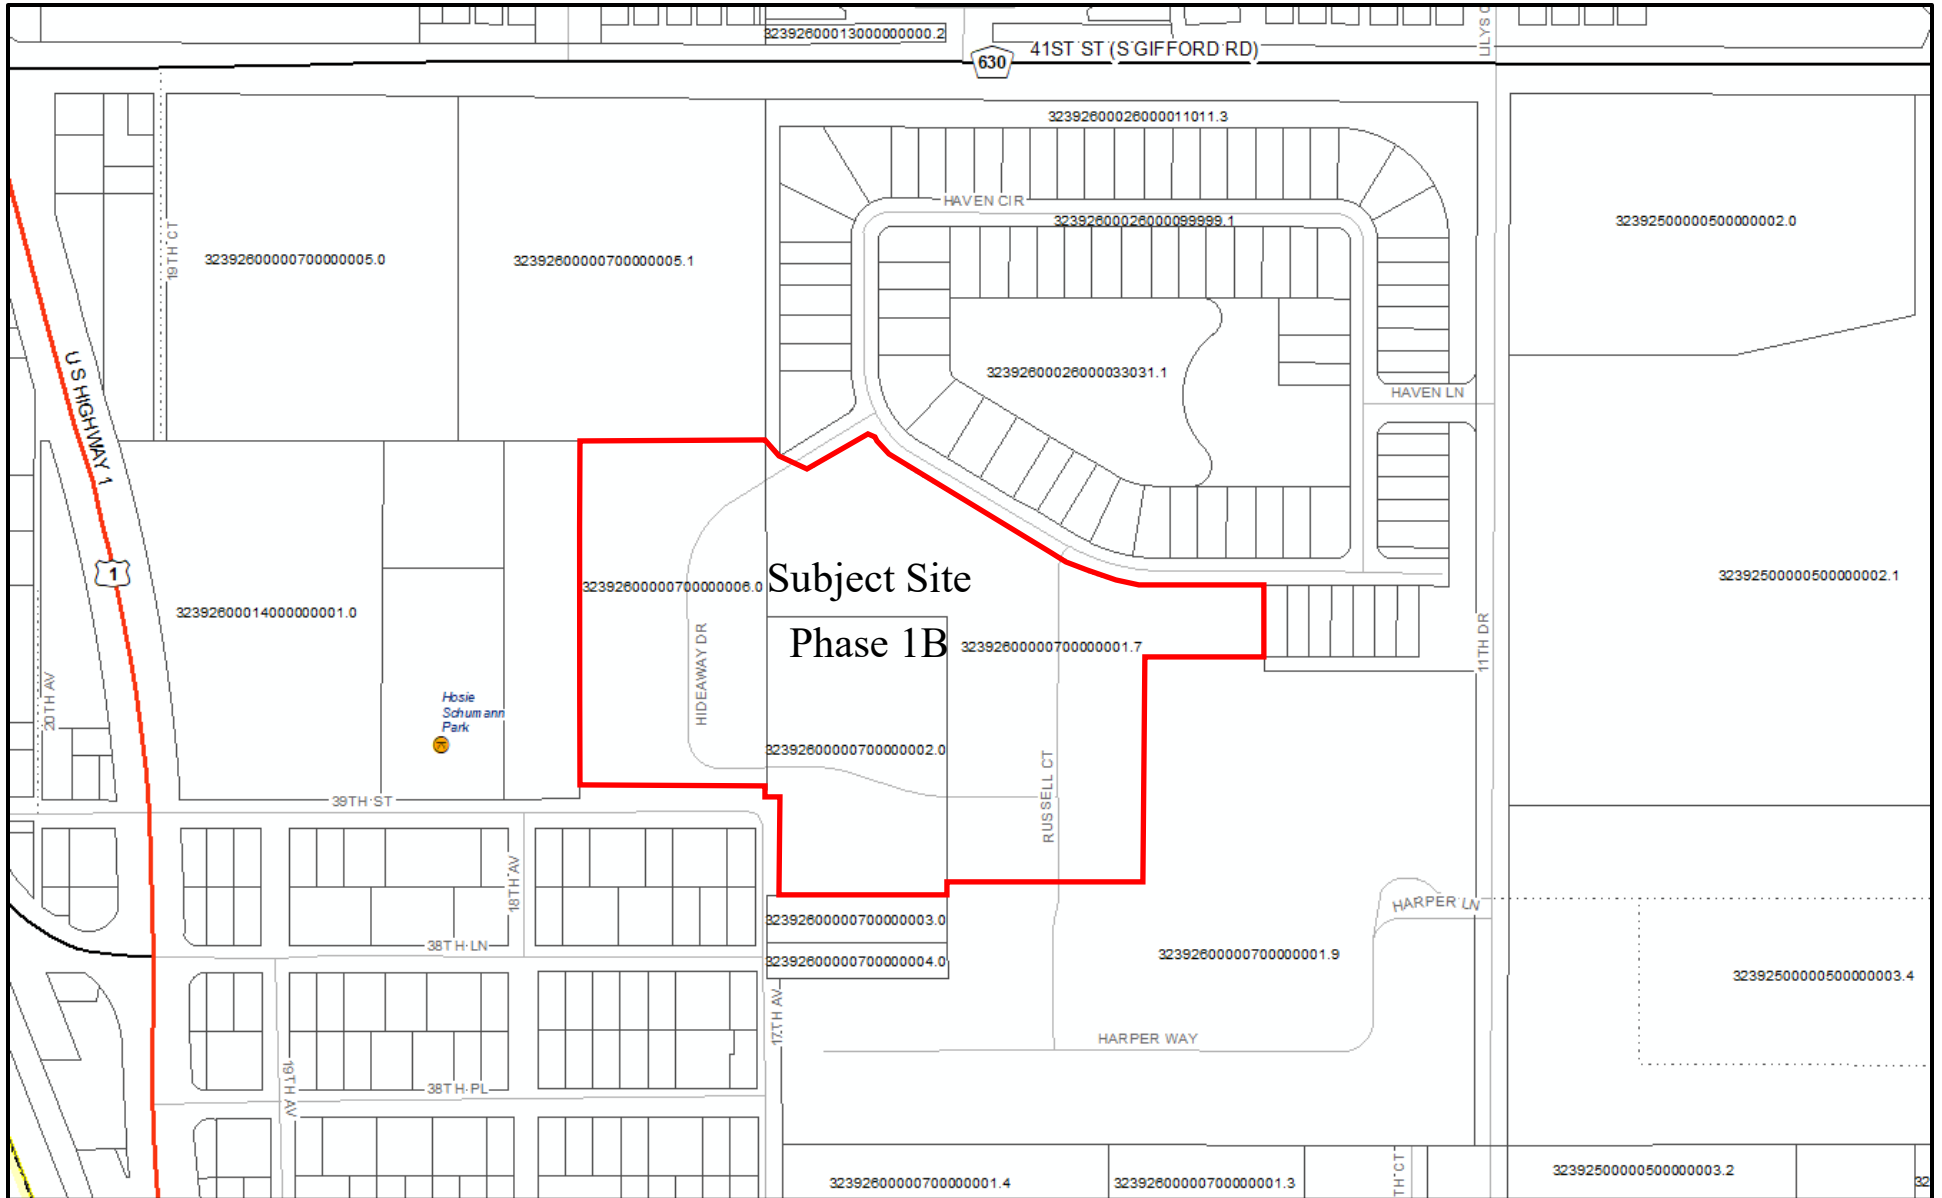 32392600013000000000.2
41ST ST (S GIFFORD RD)
630
32392600026000011011.3
HAVEN CIR
32392600026000099999.1
32392500000500000002.0
19TH CT
32392600000700000005.0
32392600000700000005.1
U S HIGHWAY 1
32392600026000033031.1
HAVEN LN
1
32392600000700000006.0
Subject Site
32392500000500000002.1
32392600014000000001.0
Phase 1B
32392600000700000001.7
11TH DR
HIDEAWAY DR
20TH AV
Hosie
Schumann
Park
32392600000700000002.0
RUSSELL CT
39TH ST
18TH AV
HARPER LN
32392600000700000003.0
38TH LN
32392600000700000004.0
32392600000700000001.9
32392500000500000003.4
17TH AV
HARPER WAY
19TH AV
38TH PL
TH CT
32392500000500000003.2
32392600000700000001.4
32392600000700000001.3
32